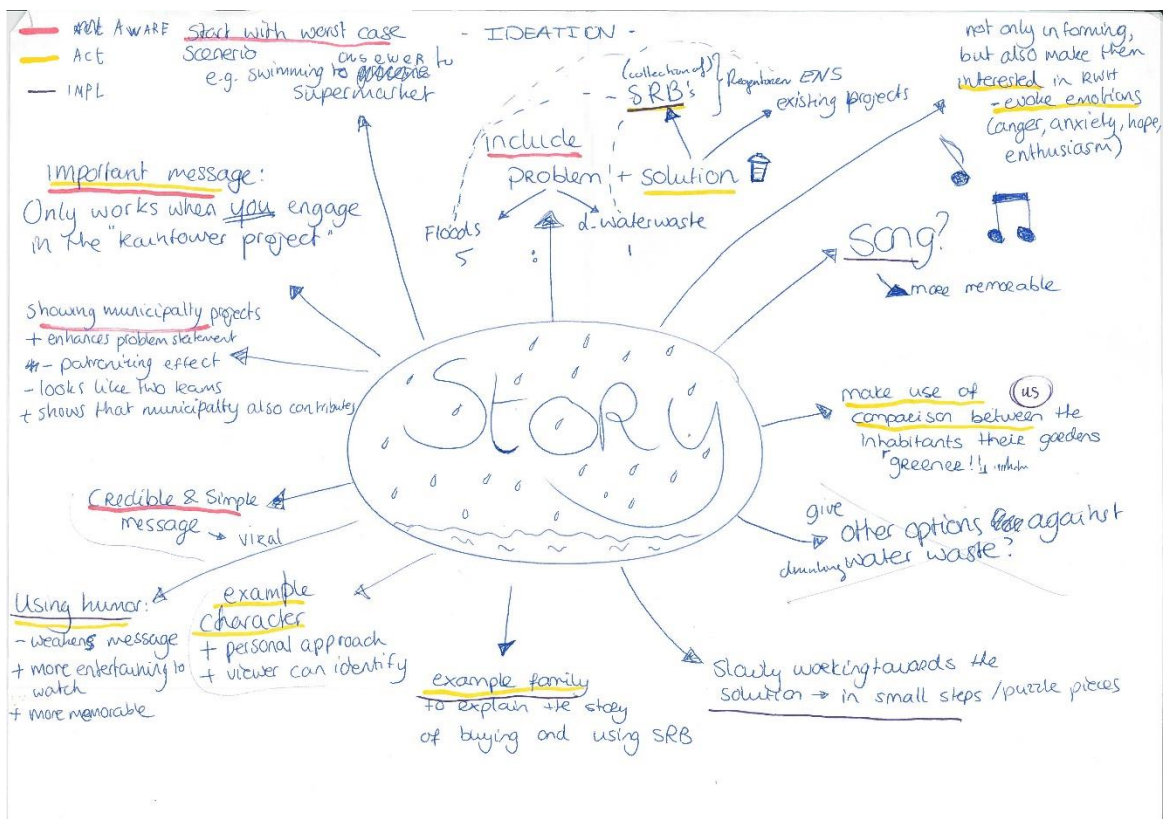 AWARE
Act
IMPL
Start with worst case
Scenerio
e.g. swimming to
supermarket
- IDEATION -
(collection of)
SRB's
Regentoren ENS
existing projects
include
problem + solution
Floods
d-waterwaste
not only informing,
but also make them
interested in RWH
- evoke emotions
(anger, anxiety, hope,
enthusiasm)
Song?
more memorable
important message:
Only works when you engage
in the "Raintower project"
Showing municipalty projects
+ enhances problem statement
- patronizing effect
- looks like two teams
+ shows that municipalty also contributes
Story
make use of
us
comparison between the
inhabitants their gardens
"greener!!
Credible & Simple
message → viral
give
other options against
drinking water waste?
Using humor:
- weakens message
+ more entertaining to
watch
+ more memorable
example
character
+ personal approach
+ viewer can identify
example family
to explain the story
of buying and using SRB
Slowly working towards the
solution → in small steps/puzzle pieces